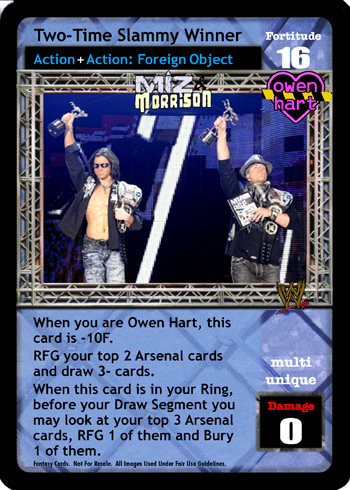 Two-Time Slammy Winner
Fortitude
16
Action+Action: Foreign Object
owen
hart
Miz &
Morrison
When you are Owen Hart, this
card is -10F.
RFG your top 2 Arsenal cards
and draw 3- cards.
When this card is in your Ring,
before your Draw Segment you
may look at your top 3 Arsenal
cards, RFG 1 of them and Bury
1 of them.
multi
unique
Damage
0
Fantasy Cards. Not For Resale. All Images Used Under Fair Use Guidelines.